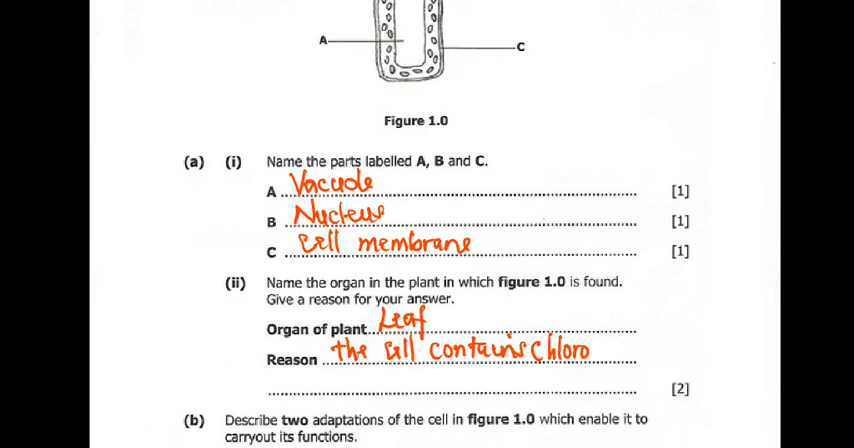 A
C
Figure 1.0
(a) (i) Name the parts labelled A, B and C.
A Vacuole [1]
B Nucleus [1]
C Cell membrane [1]
(ii) Name the organ in the plant in which figure 1.0 is found.
Give a reason for your answer.
Organ of plant Leaf
Reason the cell contains chloro
[2]
(b) Describe two adaptations of the cell in figure 1.0 which enable it to
carryout its functions.